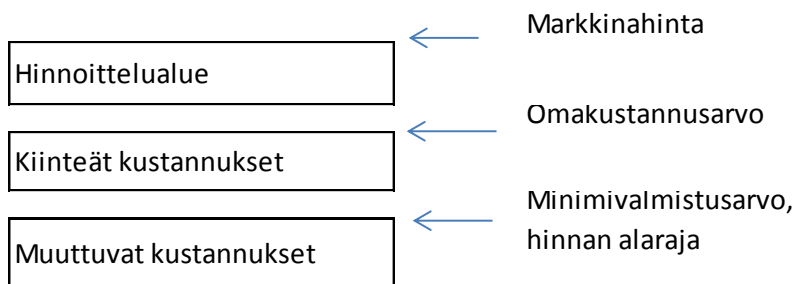 Markkinahinta
Hinnoittelualue
Omakustannusarvo
Kiinteät kustannukset
Minimivalmistusarvo,
hinnan alaraja
Muuttuvat kustannukset